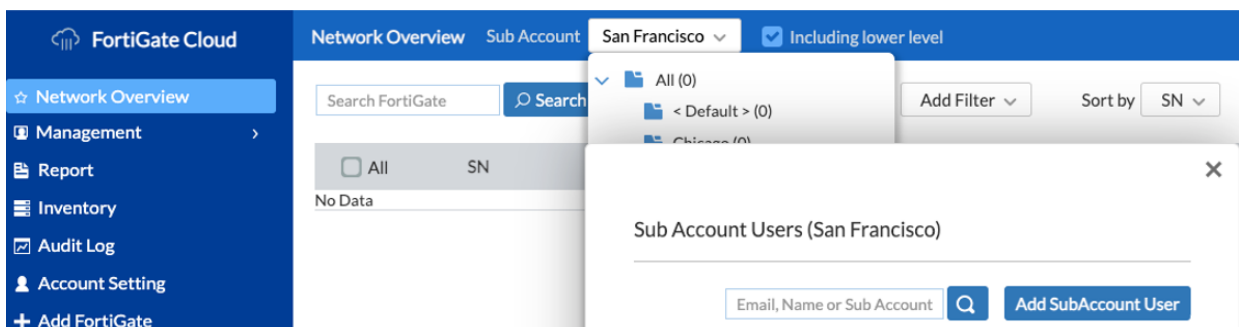 FortiGate Cloud
Network Overview Sub Account San Francisco Including lower level
Network Overview
Management
Report
Inventory
Audit Log
Account Setting
Add FortiGate
Search FortiGate Search
All (0)
< Default > (0)
Chicago (0)
Add Filter Sort by SN
All SN
No Data
Sub Account Users (San Francisco)
Email, Name or Sub Account Add SubAccount User